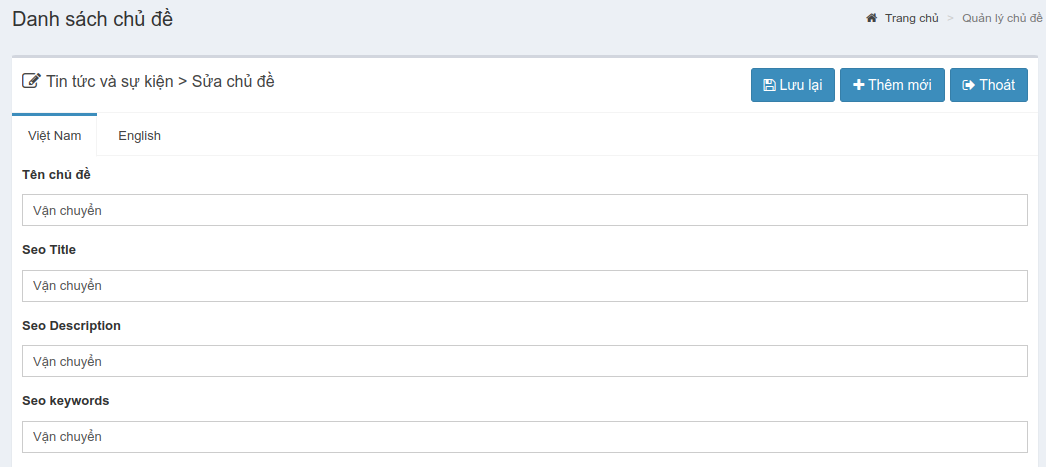 Danh sách chủ đề
Trang chủ > Quản lý chủ đề
Tin tức và sự kiện > Sửa chủ đề
Lưu lại Thêm mới Thoát
Việt Nam English
Tên chủ đề
Vận chuyển
Seo Title
Vận chuyển
Seo Description
Vận chuyển
Seo keywords
Vận chuyển